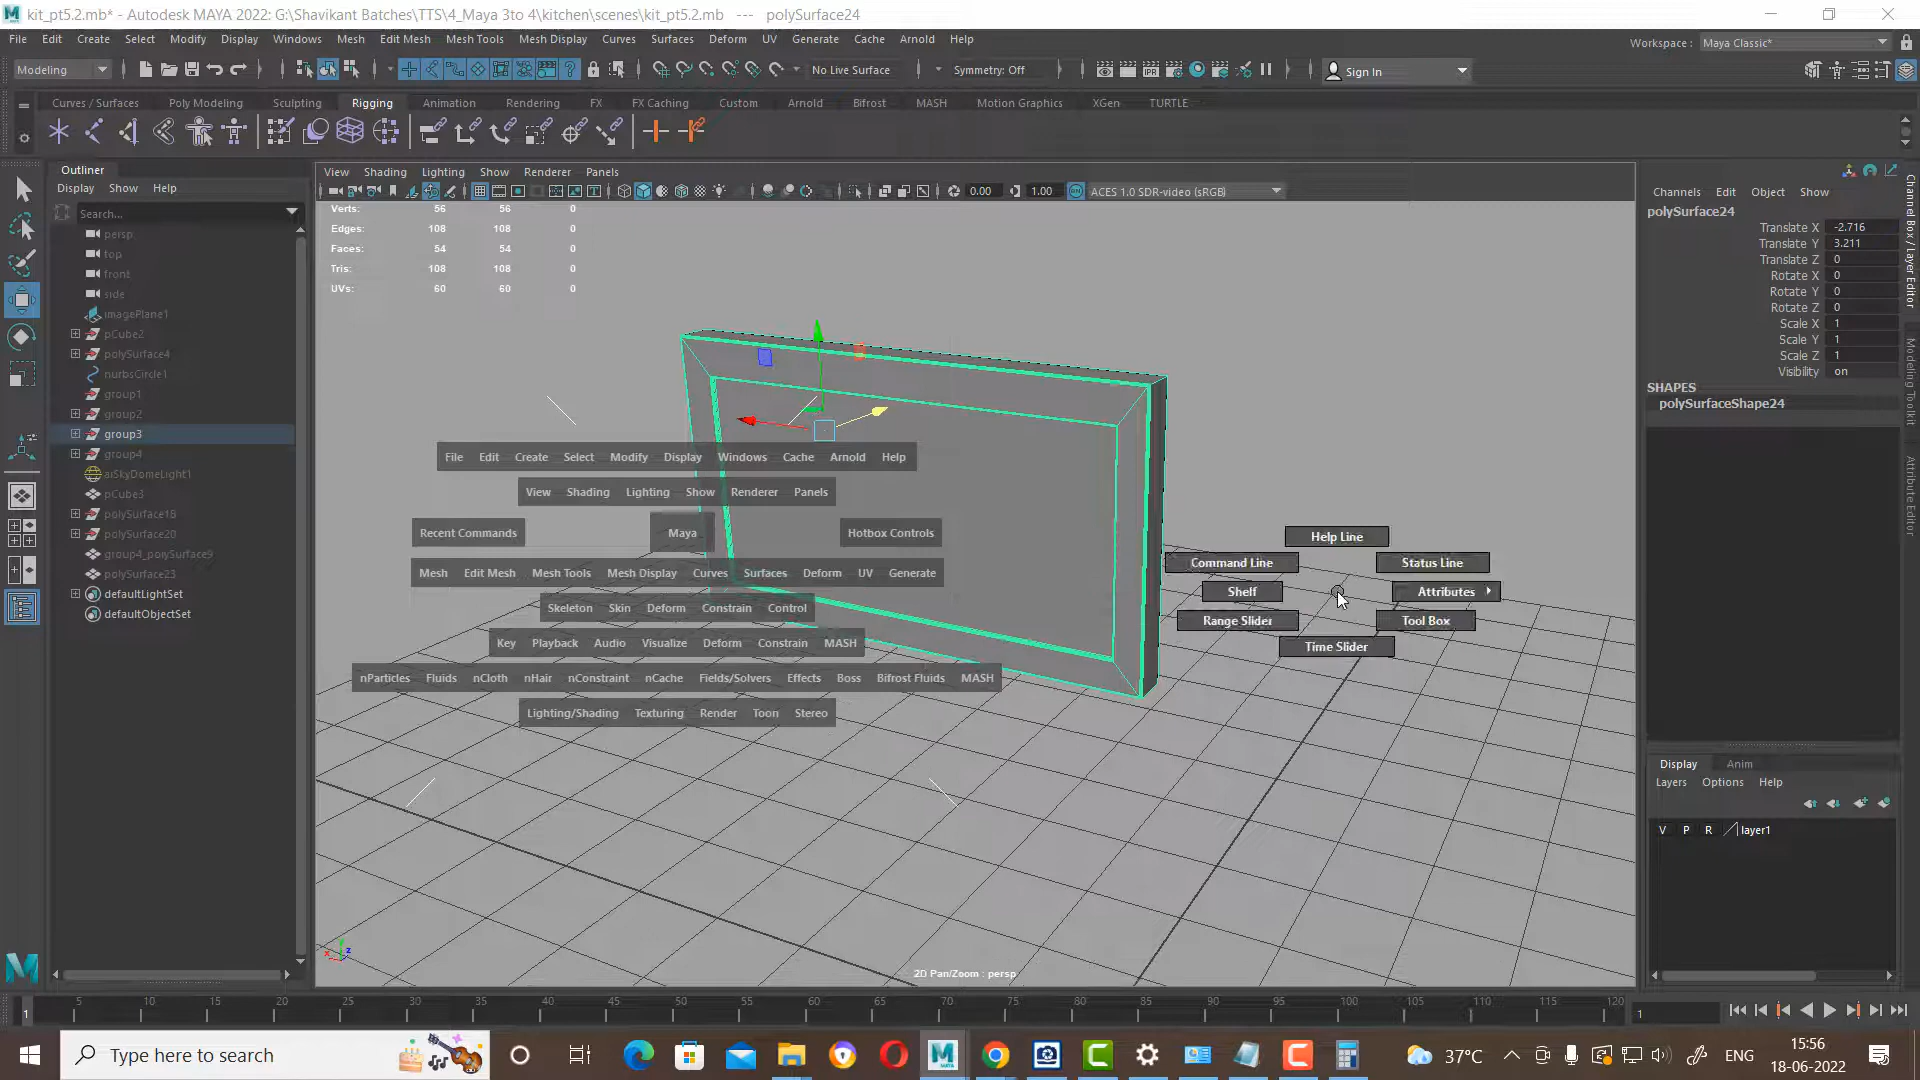 kit_pt5.2.mb* - Autodesk MAYA 2022: G:\Shavikant Batches\TTS\4_Maya 3to 4\kitchen\scenes\kit_pt5.2.mb --- polySurface24
File Edit Create Select Modify Display Windows Mesh Edit Mesh Mesh Tools Mesh Display Curves Surfaces Deform UV Generate Cache Arnold Help
Workspace : Maya Classic*
Modeling No Live Surface Symmetry: Off Sign In
Curves / Surfaces Poly Modeling Sculpting Rigging Animation Rendering FX FX Caching Custom Arnold Bifrost MASH Motion Graphics XGen TURTLE
Outliner
Display Show Help
Search...
persp
top
front
side
imagePlane1
pCube2
polySurface4
nurbsCircle1
group1
group2
group3
group4
aiSkyDomeLight1
pCube3
polySurface18
polySurface20
group4_polySurface9
polySurface23
defaultLightSet
defaultObjectSet
View Shading Lighting Show Renderer Panels
0.00 1.00 ACES 1.0 SDR-video (sRGB)
Verts: 56 56 0
Edges: 108 108 0
Faces: 54 54 0
Tris: 108 108 0
UVs: 60 60 0
File Edit Create Select Modify Display Windows Cache Arnold Help
View Shading Lighting Show Renderer Panels
Recent Commands Maya Hotbox Controls
Mesh Edit Mesh Mesh Tools Mesh Display Curves Surfaces Deform UV Generate
Skeleton Skin Deform Constrain Control
Key Playback Audio Visualize Deform Constrain MASH
nParticles Fluids nCloth nHair nConstraint nCache Fields/Solvers Effects Boss Bifrost Fluids MASH
Lighting/Shading Texturing Render Toon Stereo
Help Line
Command Line Status Line
Shelf Attributes
Range Slider Tool Box
Time Slider
2D Pan/Zoom : persp
Channels Edit Object Show
polySurface24
Translate X -2.716
Translate Y 3.211
Translate Z 0
Rotate X 0
Rotate Y 0
Rotate Z 0
Scale X 1
Scale Y 1
Scale Z 1
Visibility on
SHAPES
polySurfaceShape24
Channel Box / Layer Editor
Modeling Toolkit
Attribute Editor
Display Anim
Layers Options Help
V P R layer1
1 5 10 15 20 25 30 35 40 45 50 55 60 65 70 75 80 85 90 95 100 105 110 115 120 1
Type here to search
37°C ENG 15:56
18-06-2022